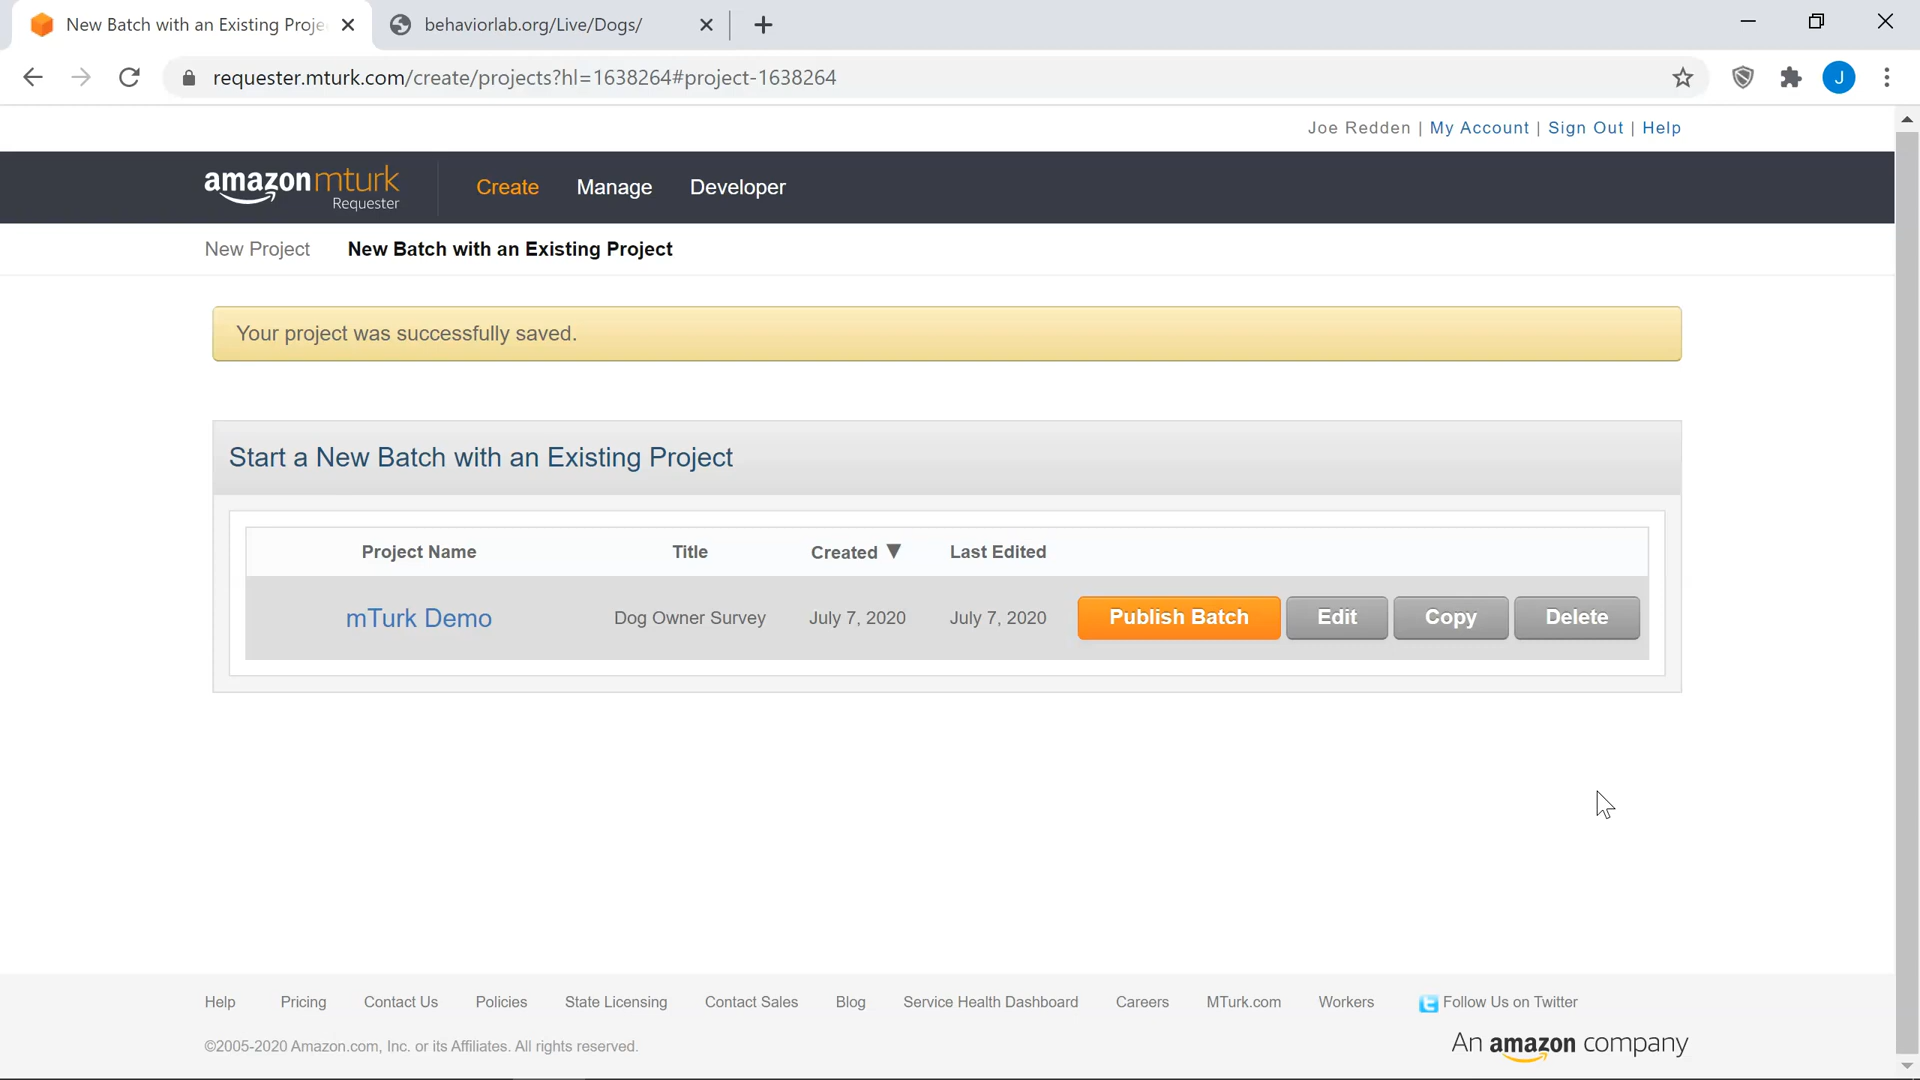 New Batch with an Existing Proje
behaviorlab.org/Live/Dogs/
requester.mturk.com/create/projects?hl=1638264#project-1638264
J
Joe Redden | My Account | Sign Out | Help
amazon mturk
Requester
Create
Manage
Developer
New Project
New Batch with an Existing Project
Your project was successfully saved.
Start a New Batch with an Existing Project
Project Name
Title
Created ▼
Last Edited
mTurk Demo
Dog Owner Survey
July 7, 2020
July 7, 2020
Publish Batch
Edit
Copy
Delete
Help
Pricing
Contact Us
Policies
State Licensing
Contact Sales
Blog
Service Health Dashboard
Careers
MTurk.com
Workers
Follow Us on Twitter
©2005-2020 Amazon.com, Inc. or its Affiliates. All rights reserved.
An amazon company